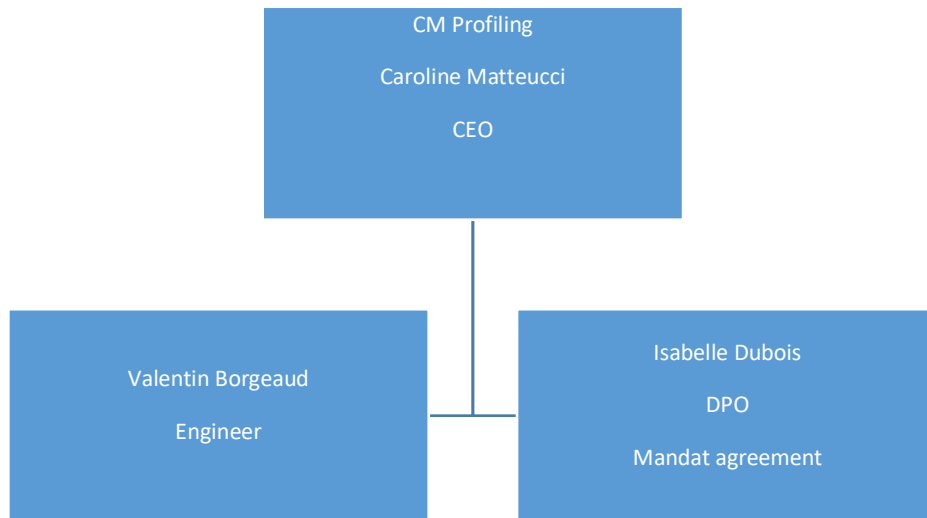 CM Profiling
Caroline Matteucci
CEO
Valentin Borgeaud
Engineer
Isabelle Dubois
DPO
Mandat agreement